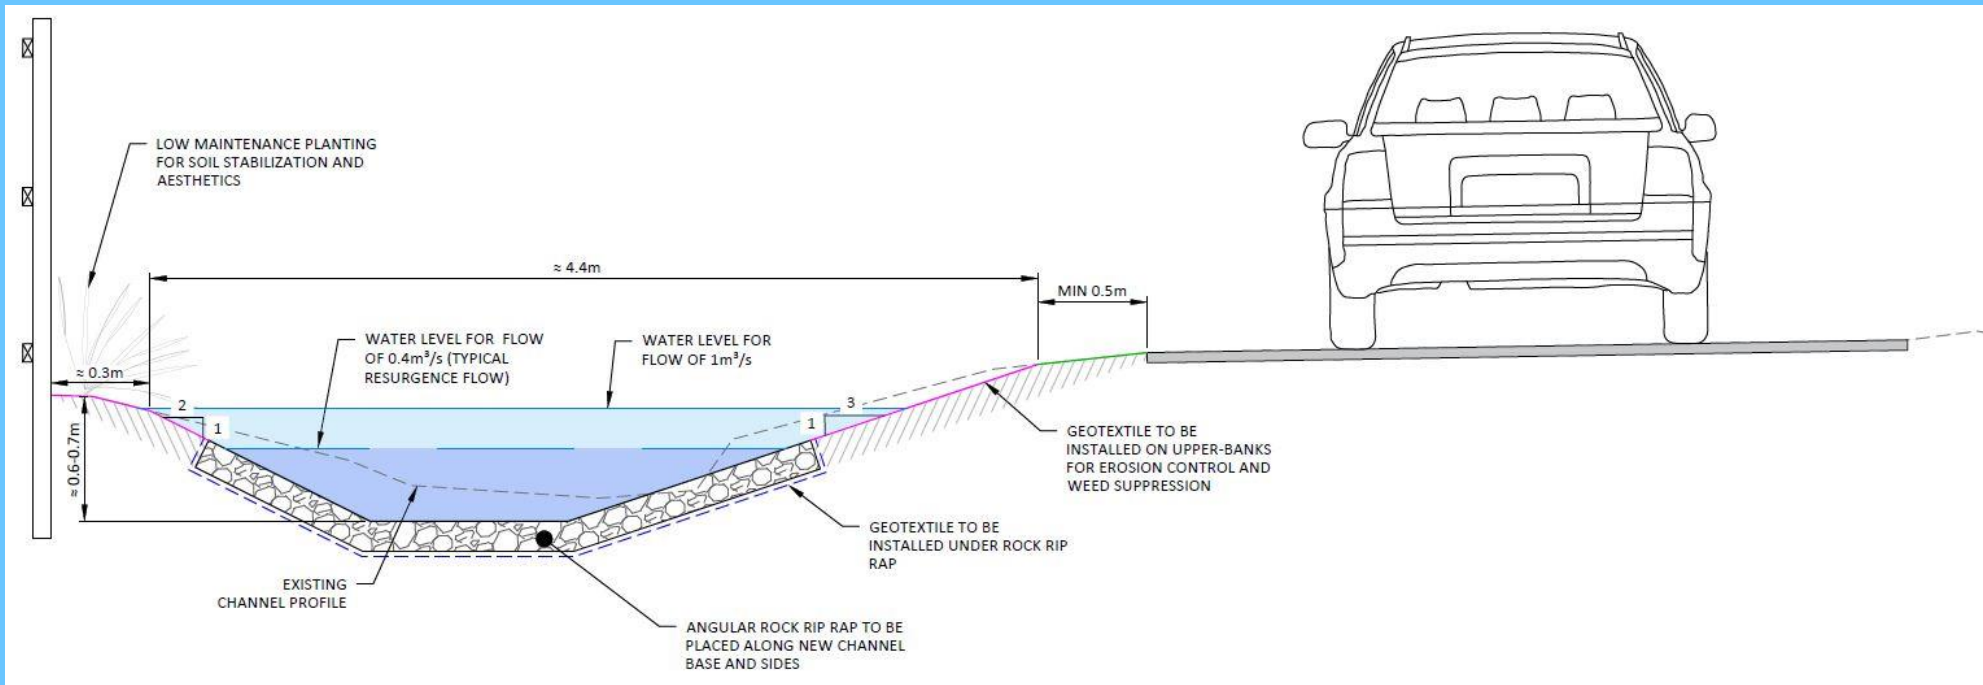 LOW MAINTENANCE PLANTING
FOR SOIL STABILIZATION AND
AESTHETICS
≈ 4.4m
MIN 0.5m
WATER LEVEL FOR FLOW
OF 0.4m³/s (TYPICAL
RESURGENCE FLOW)
WATER LEVEL FOR
FLOW OF 1m³/s
≈ 0.3m
2
1
3
1
≈ 0.6-0.7m
GEOTEXTILE TO BE
INSTALLED ON UPPER-BANKS
FOR EROSION CONTROL AND
WEED SUPPRESSION
GEOTEXTILE TO BE
INSTALLED UNDER ROCK RIP
RAP
EXISTING
CHANNEL PROFILE
ANGULAR ROCK RIP RAP TO BE
PLACED ALONG NEW CHANNEL
BASE AND SIDES